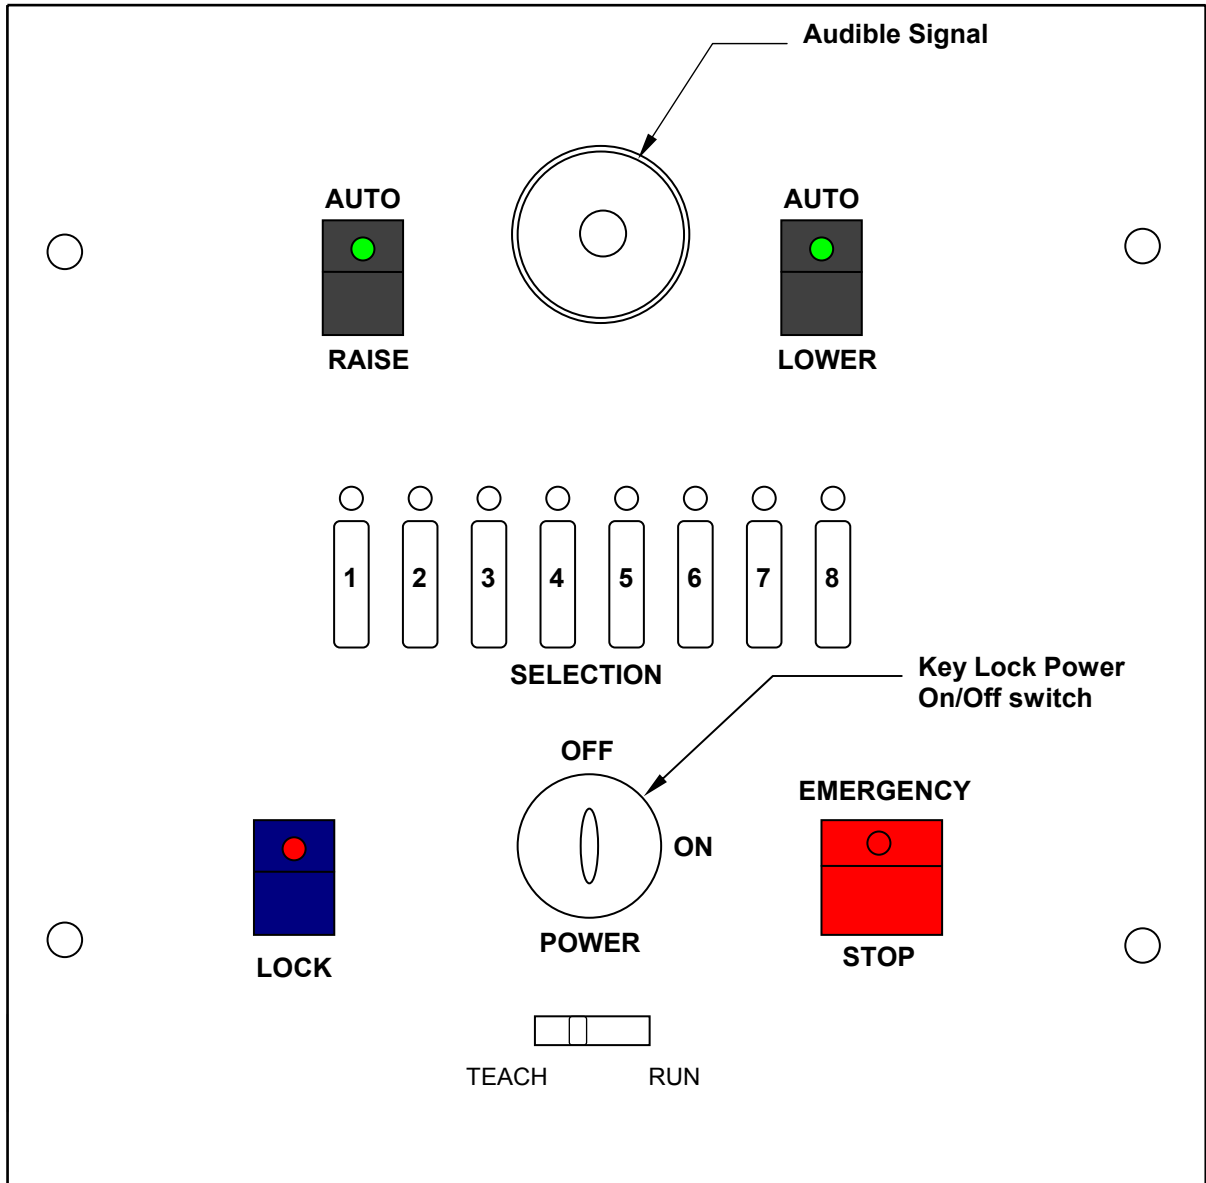 Audible Signal
AUTO
AUTO
RAISE
LOWER
1 2 3 4 5 6 7 8
SELECTION
Key Lock Power
On/Off switch
OFF
EMERGENCY
ON
POWER
STOP
LOCK
TEACH
RUN